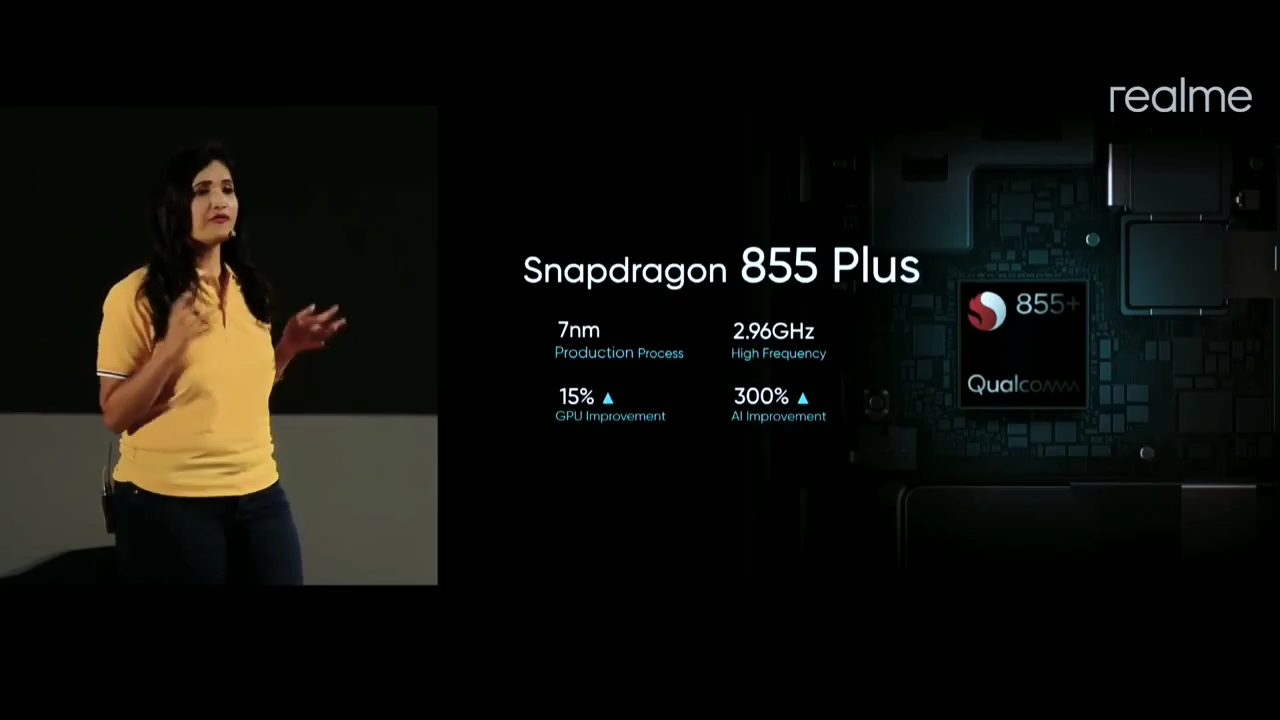 realme
Snapdragon 855 Plus
7nm
Production Process
2.96GHz
High Frequency
15% ▲
GPU Improvement
300% ▲
AI Improvement
855+
Qualcomm